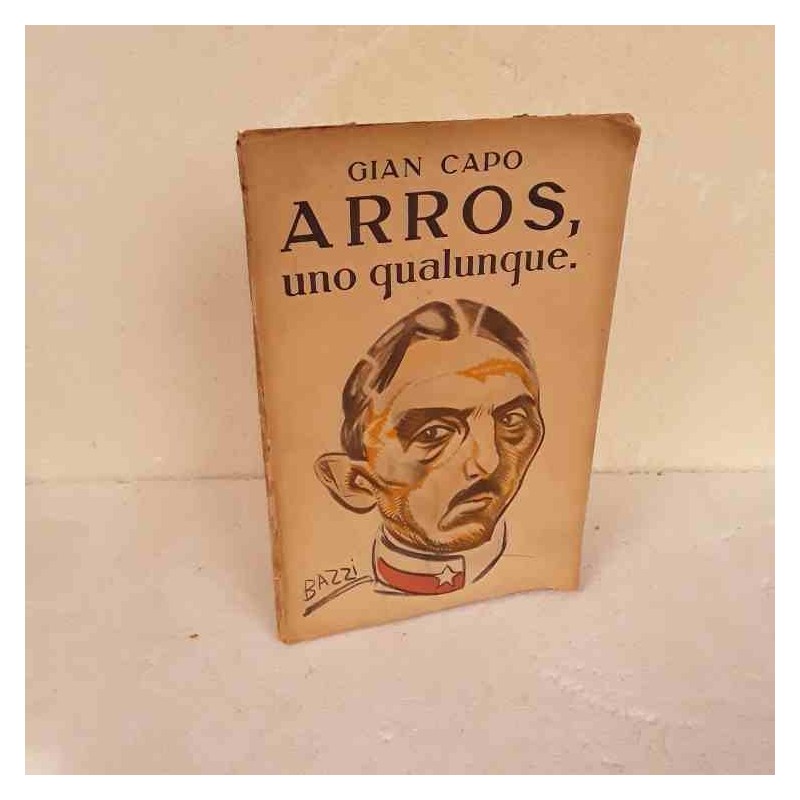 GIAN CAPO
ARROS,
uno qualunque.
BAZZi